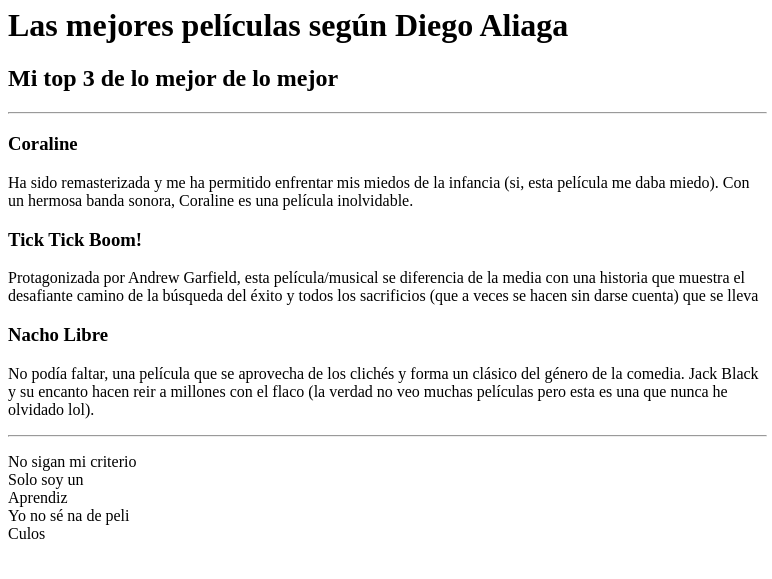 Las mejores películas según Diego Aliaga
Mi top 3 de lo mejor de lo mejor
Coraline
Ha sido remasterizada y me ha permitido enfrentar mis miedos de la infancia (si, esta película me daba miedo). Con
un hermosa banda sonora, Coraline es una película inolvidable.
Tick Tick Boom!
Protagonizada por Andrew Garfield, esta película/musical se diferencia de la media con una historia que muestra el
desafiante camino de la búsqueda del éxito y todos los sacrificios (que a veces se hacen sin darse cuenta) que se lleva
Nacho Libre
No podía faltar, una película que se aprovecha de los clichés y forma un clásico del género de la comedia. Jack Black
y su encanto hacen reir a millones con el flaco (la verdad no veo muchas películas pero esta es una que nunca he
olvidado lol).
No sigan mi criterio
Solo soy un
Aprendiz
Yo no sé na de peli
Culos